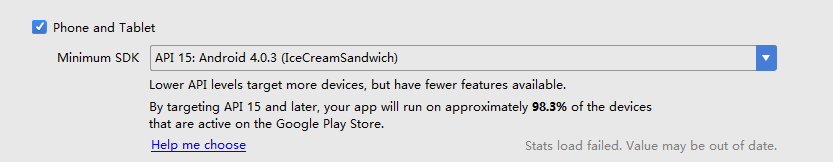 Phone and Tablet
Minimum SDK API 15: Android 4.0.3 (IceCreamSandwich)
Lower API levels target more devices, but have fewer features available.
By targeting API 15 and later, your app will run on approximately 98.3% of the devices
that are active on the Google Play Store.
Help me choose Stats load failed. Value may be out of date.